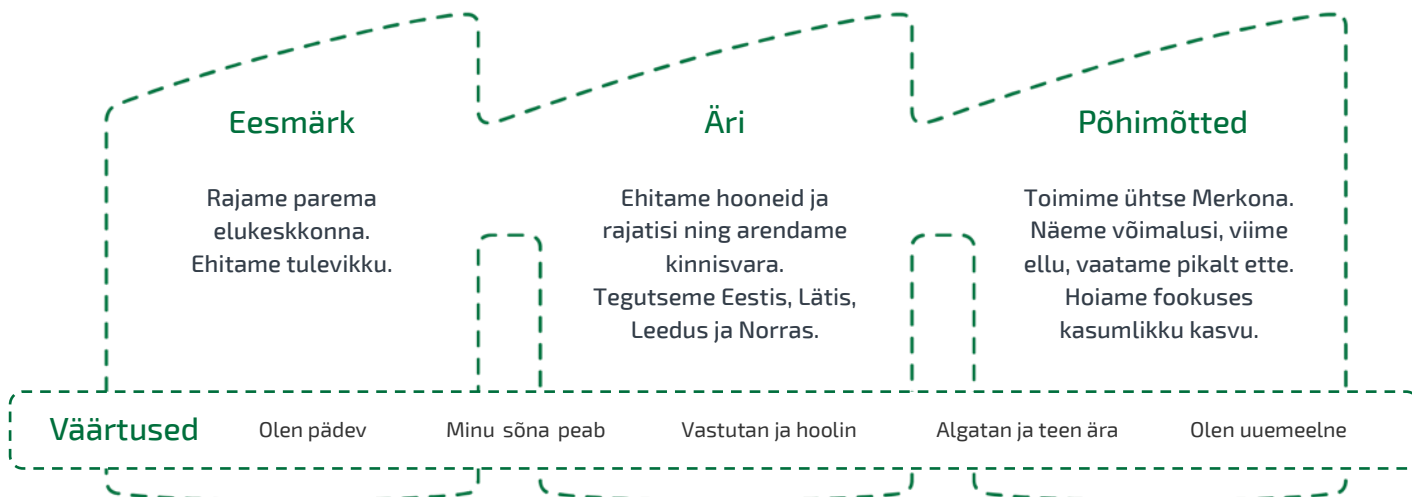 Eesmärk
Rajame parema
elukeskkonna.
Ehitame tulevikku.
Äri
Ehitame hooneid ja
rajatisi ning arendame
kinnisvara.
Tegutseme Eestis, Lätis,
Leedus ja Norras.
Põhimõtted
Toimime ühtse Merkona.
Näeme võimalusi, viime
ellu, vaatame pikalt ette.
Hoiame fookuses
kasumlikku kasvu.
Väärtused
Olen pädev
Minu sõna peab
Vastutan ja hoolin
Algatan ja teen ära
Olen uuemeelne